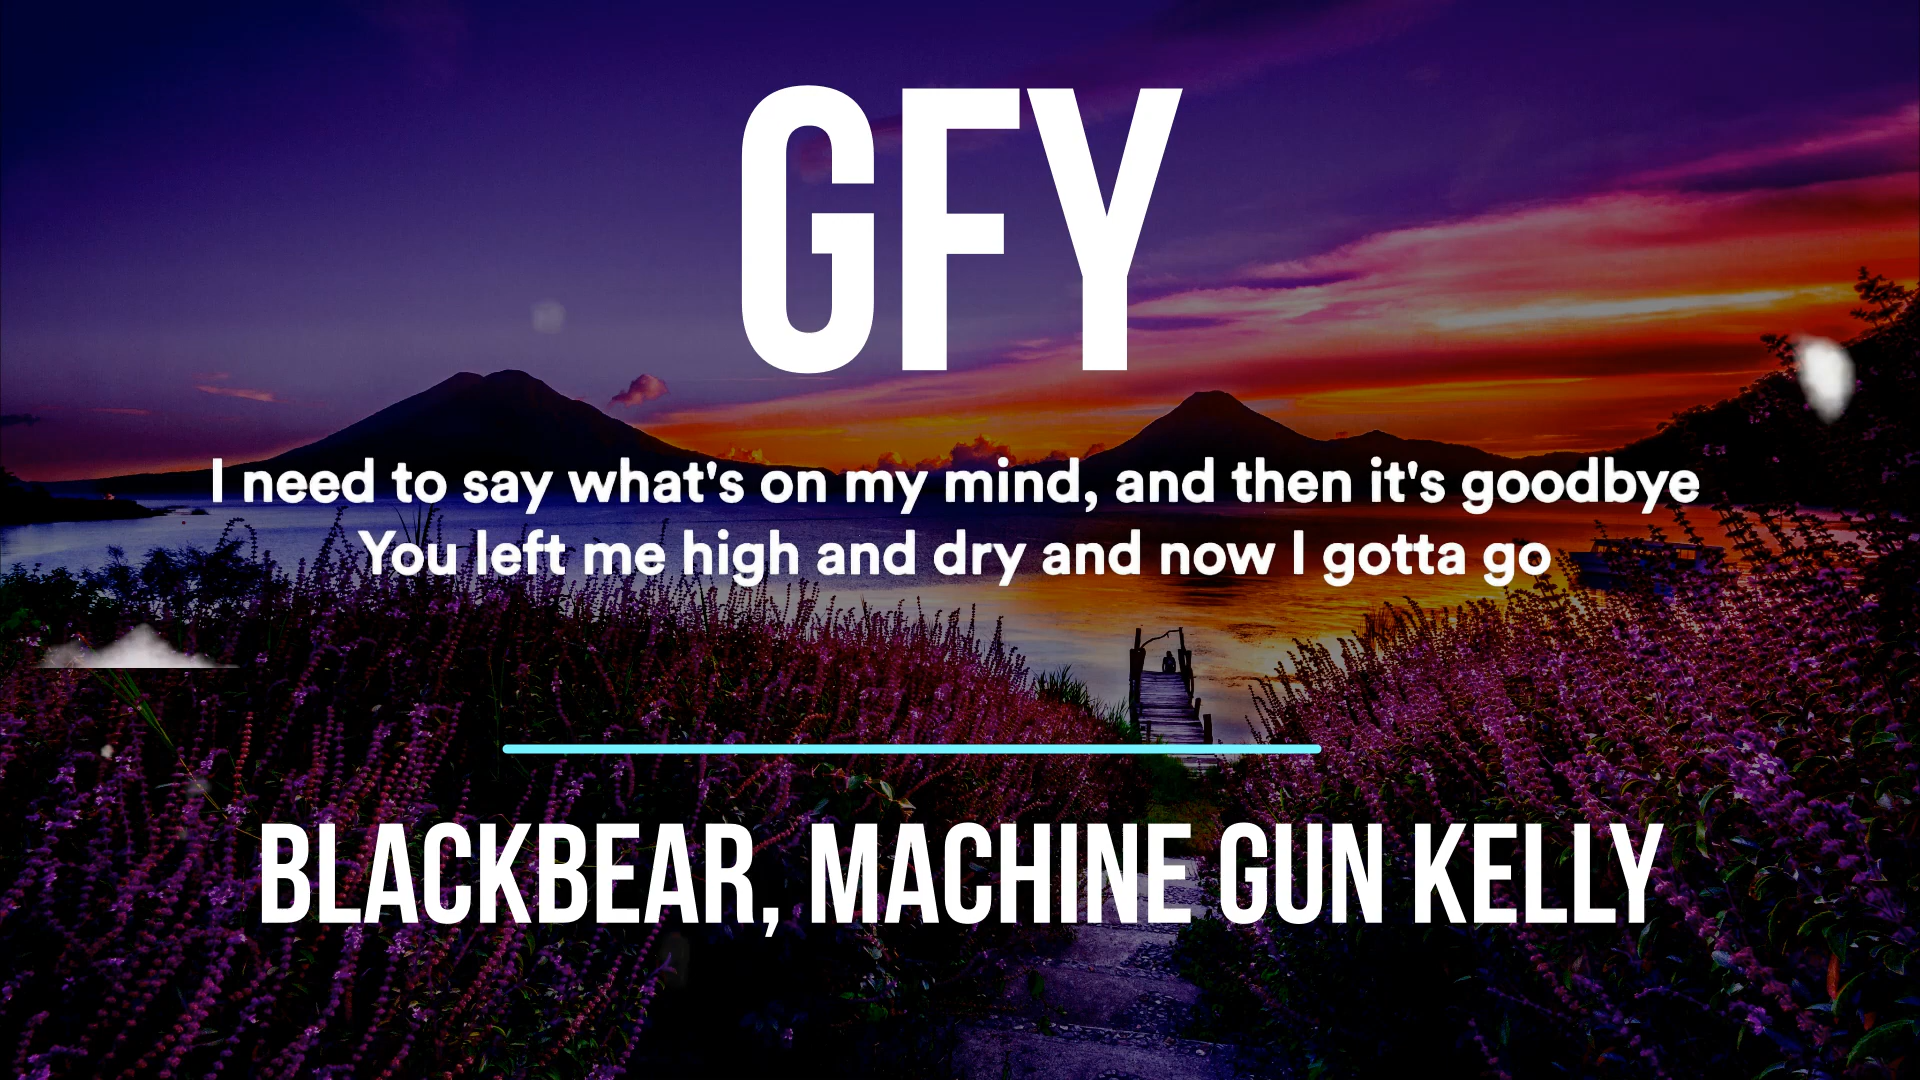 GFY
I need to say what's on my mind, and then it's goodbye
You left me high and dry and now I gotta go
BLACKBEAR, MACHINE GUN KELLY